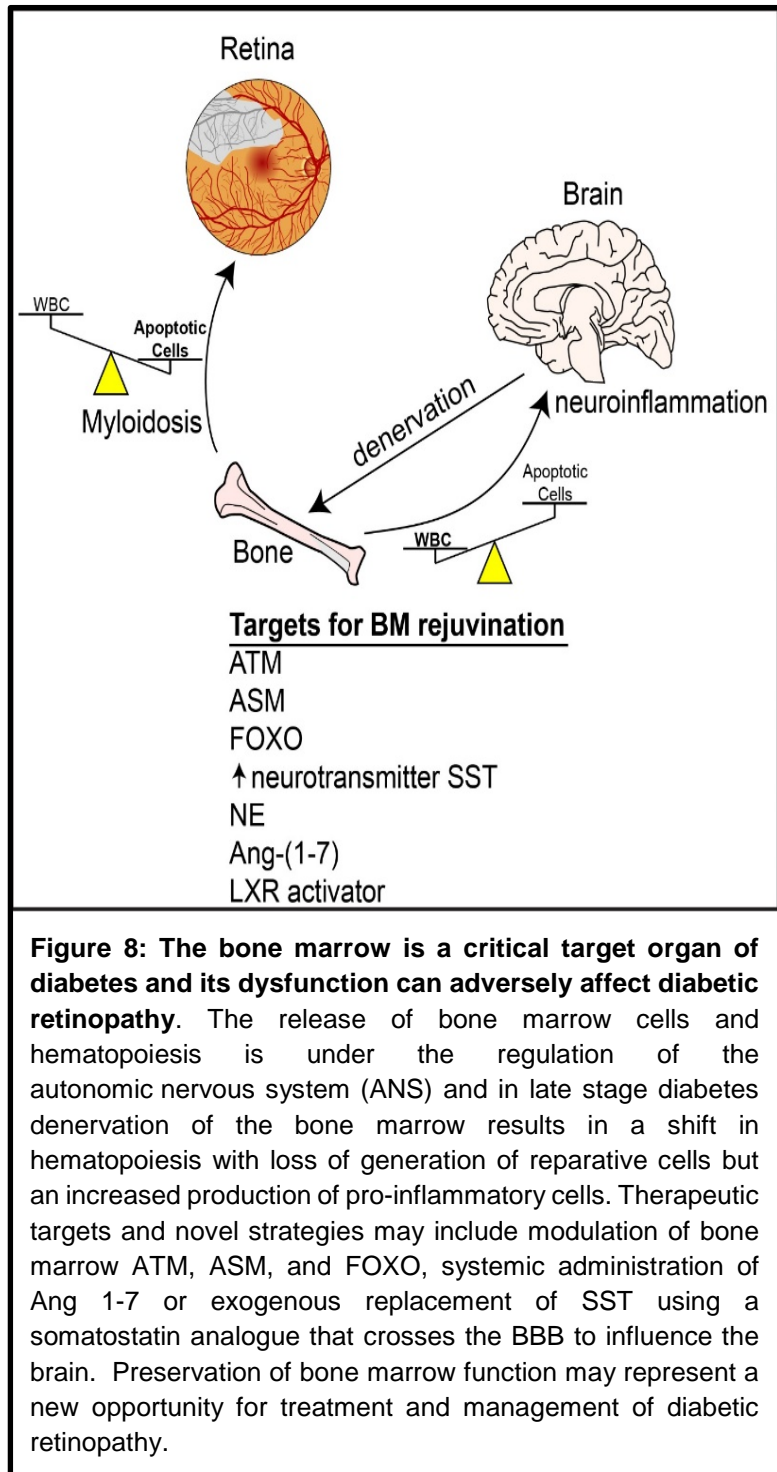 Retina
Brain
WBC
Apoptotic
Cells
Myloidosis
denervation
neuroinflammation
Apoptotic
Cells
WBC
Bone
Targets for BM rejuvination
ATM
ASM
FOXO
↑neurotransmitter SST
NE
Ang-(1-7)
LXR activator
Figure 8: The bone marrow is a critical target organ of
diabetes and its dysfunction can adversely affect diabetic
retinopathy. The release of bone marrow cells and
hematopoiesis is under the regulation of the
autonomic nervous system (ANS) and in late stage diabetes
denervation of the bone marrow results in a shift in
hematopoiesis with loss of generation of reparative cells but
an increased production of pro-inflammatory cells. Therapeutic
targets and novel strategies may include modulation of bone
marrow ATM, ASM, and FOXO, systemic administration of
Ang 1-7 or exogenous replacement of SST using a
somatostatin analogue that crosses the BBB to influence the
brain. Preservation of bone marrow function may represent a
new opportunity for treatment and management of diabetic
retinopathy.